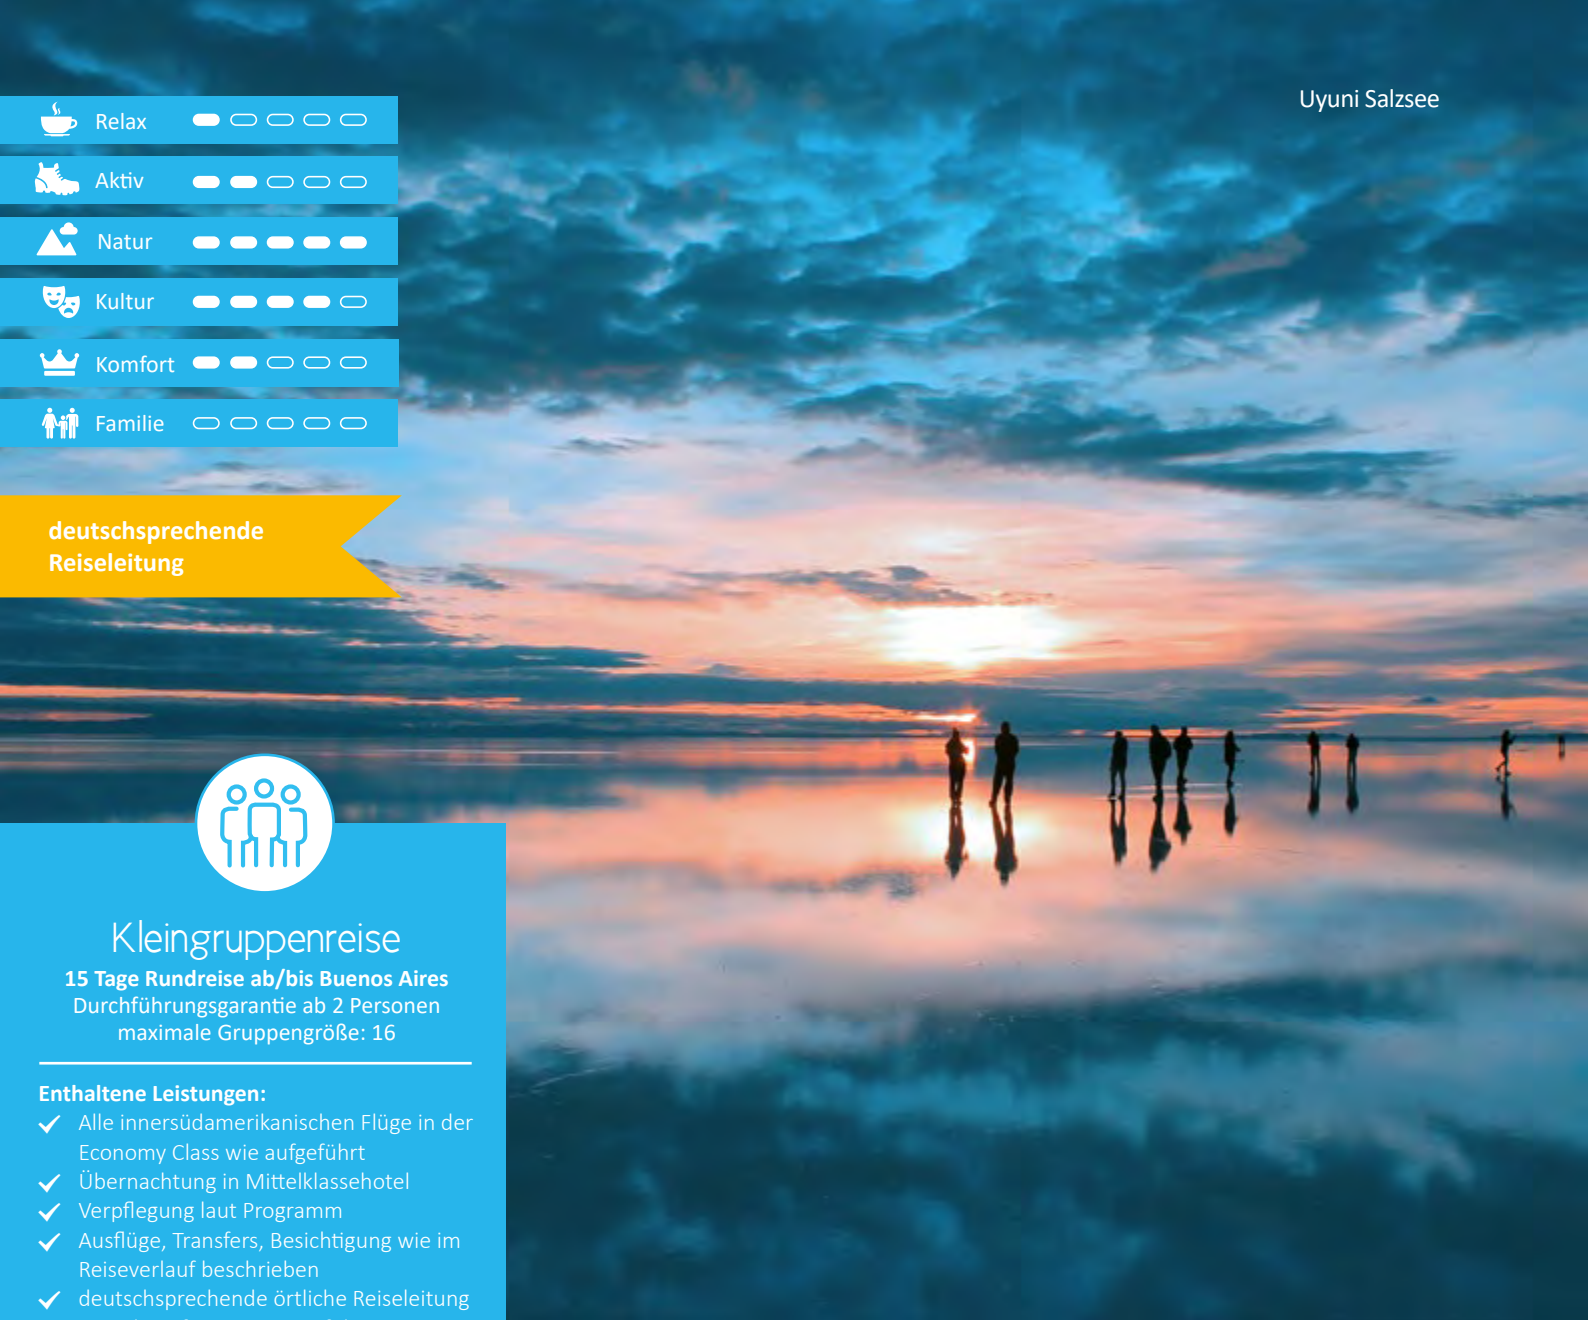 Uyuni Salzsee
Relax
Aktiv
Natur
Kultur
Komfort
Familie
deutschsprechende
Reiseleitung
Kleingruppenreise
15 Tage Rundreise ab/bis Buenos Aires
Durchführungsgarantie ab 2 Personen
maximale Gruppengröße: 16
Enthaltene Leistungen:
Alle innersüdamerikanischen Flüge in der
Economy Class wie aufgeführt
Übernachtung in Mittelklassehotel
Verpflegung laut Programm
Ausflüge, Transfers, Besichtigung wie im
Reiseverlauf beschrieben
deutschsprechende örtliche Reiseleitung